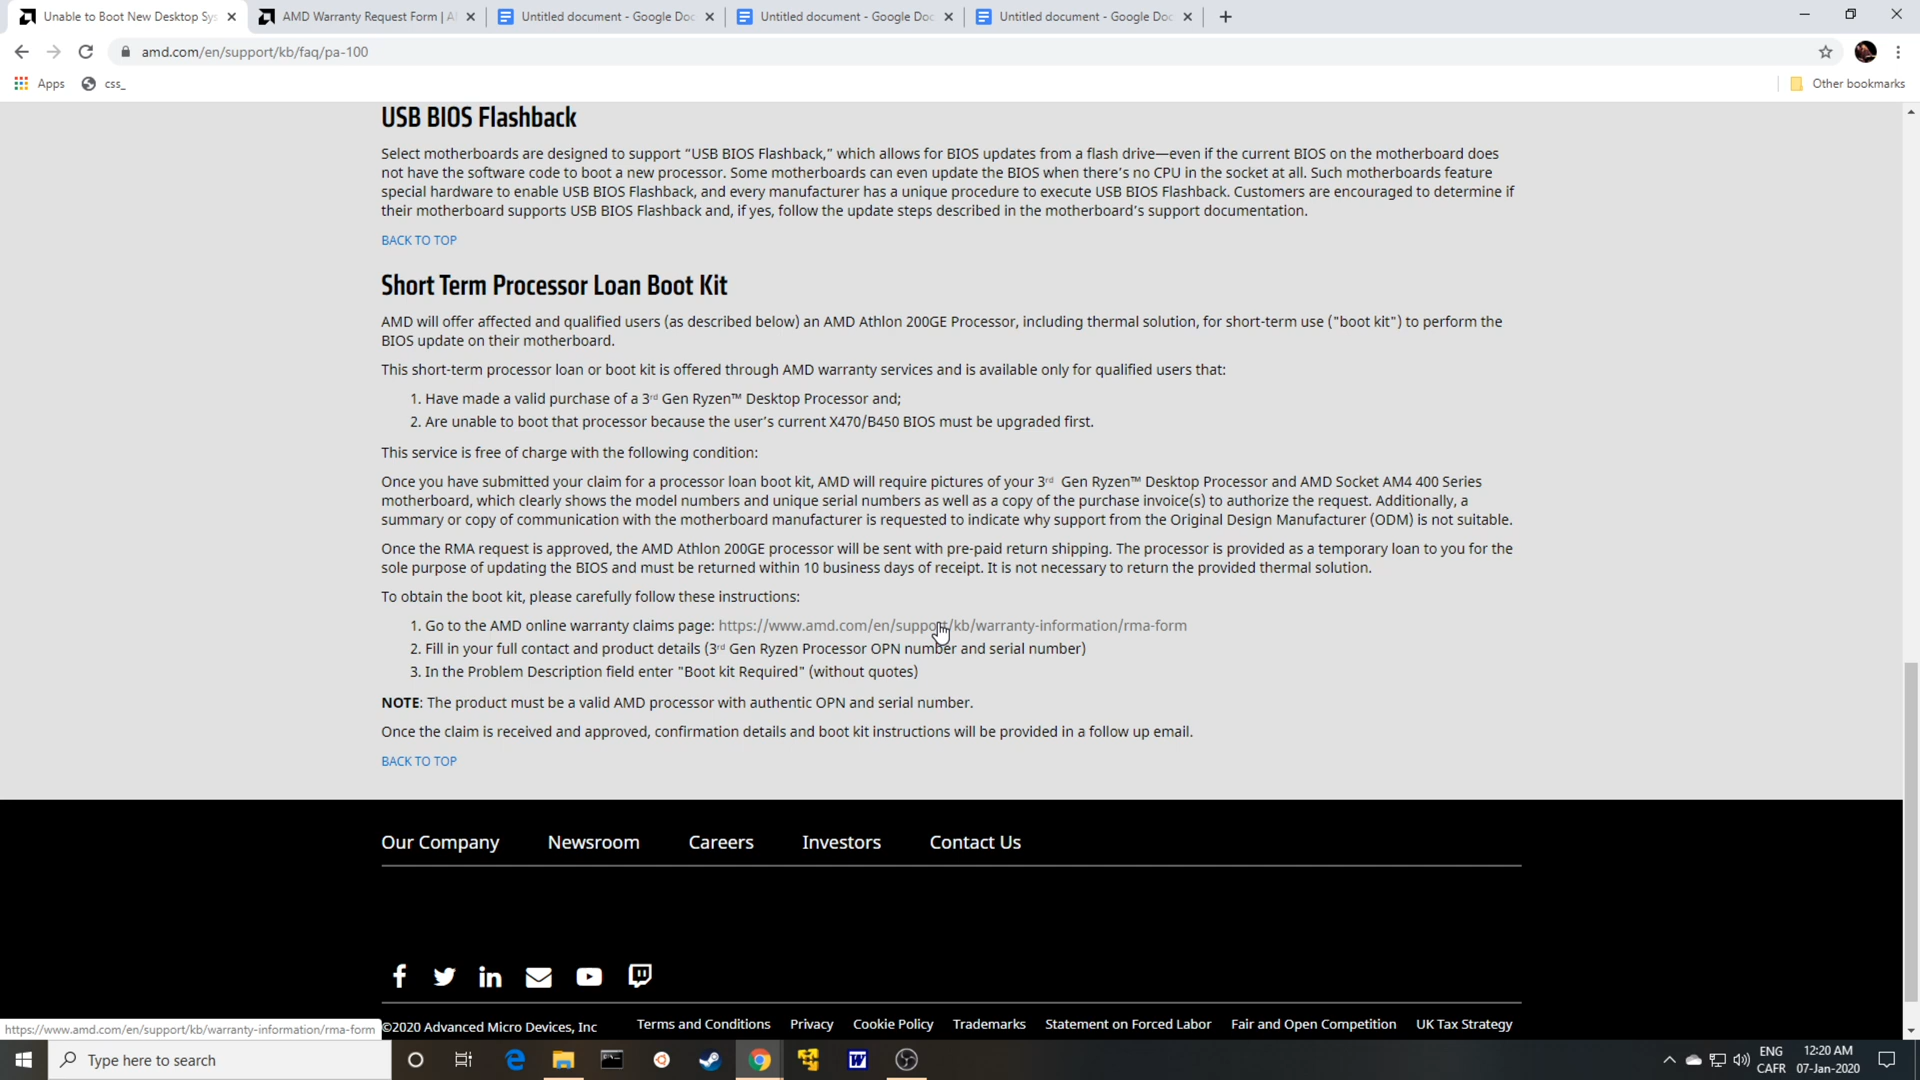 Unable to Boot New Desktop Sy
AMD Warranty Request Form | A
Untitled document - Google Doc
Untitled document - Google Doc
Untitled document - Google Doc
amd.com/en/support/kb/faq/pa-100
Apps
css_
Other bookmarks
USB BIOS Flashback
Select motherboards are designed to support “USB BIOS Flashback,” which allows for BIOS updates from a flash drive—even if the current BIOS on the motherboard does
not have the software code to boot a new processor. Some motherboards can even update the BIOS when there’s no CPU in the socket at all. Such motherboards feature
special hardware to enable USB BIOS Flashback, and every manufacturer has a unique procedure to execute USB BIOS Flashback. Customers are encouraged to determine if
their motherboard supports USB BIOS Flashback and, if yes, follow the update steps described in the motherboard’s support documentation.
BACK TO TOP
Short Term Processor Loan Boot Kit
AMD will offer affected and qualified users (as described below) an AMD Athlon 200GE Processor, including thermal solution, for short-term use ("boot kit") to perform the
BIOS update on their motherboard.
This short-term processor loan or boot kit is offered through AMD warranty services and is available only for qualified users that:
1. Have made a valid purchase of a 3rd Gen Ryzen™ Desktop Processor and;
2. Are unable to boot that processor because the user’s current X470/B450 BIOS must be upgraded first.
This service is free of charge with the following condition:
Once you have submitted your claim for a processor loan boot kit, AMD will require pictures of your 3rd Gen Ryzen™ Desktop Processor and AMD Socket AM4 400 Series
motherboard, which clearly shows the model numbers and unique serial numbers as well as a copy of the purchase invoice(s) to authorize the request. Additionally, a
summary or copy of communication with the motherboard manufacturer is requested to indicate why support from the Original Design Manufacturer (ODM) is not suitable.
Once the RMA request is approved, the AMD Athlon 200GE processor will be sent with pre-paid return shipping. The processor is provided as a temporary loan to you for the
sole purpose of updating the BIOS and must be returned within 10 business days of receipt. It is not necessary to return the provided thermal solution.
To obtain the boot kit, please carefully follow these instructions:
1. Go to the AMD online warranty claims page: https://www.amd.com/en/support/kb/warranty-information/rma-form
2. Fill in your full contact and product details (3rd Gen Ryzen Processor OPN number and serial number)
3. In the Problem Description field enter "Boot kit Required" (without quotes)
NOTE: The product must be a valid AMD processor with authentic OPN and serial number.
Once the claim is received and approved, confirmation details and boot kit instructions will be provided in a follow up email.
BACK TO TOP
Our Company
Newsroom
Careers
Investors
Contact Us
https://www.amd.com/en/support/kb/warranty-information/rma-form
©2020 Advanced Micro Devices, Inc
Terms and Conditions
Privacy
Cookie Policy
Trademarks
Statement on Forced Labor
Fair and Open Competition
UK Tax Strategy
Type here to search
ENG
CAFR
12:20 AM
07-Jan-2020